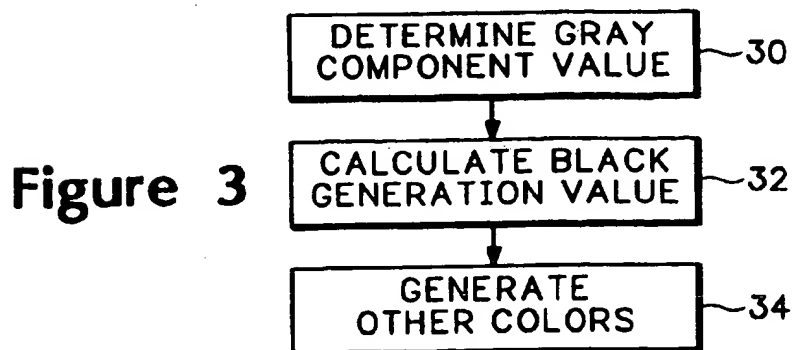 DETERMINE GRAY
COMPONENT VALUE
30
Figure 3
CALCULATE BLACK
GENERATION VALUE
32
GENERATE
OTHER COLORS
34